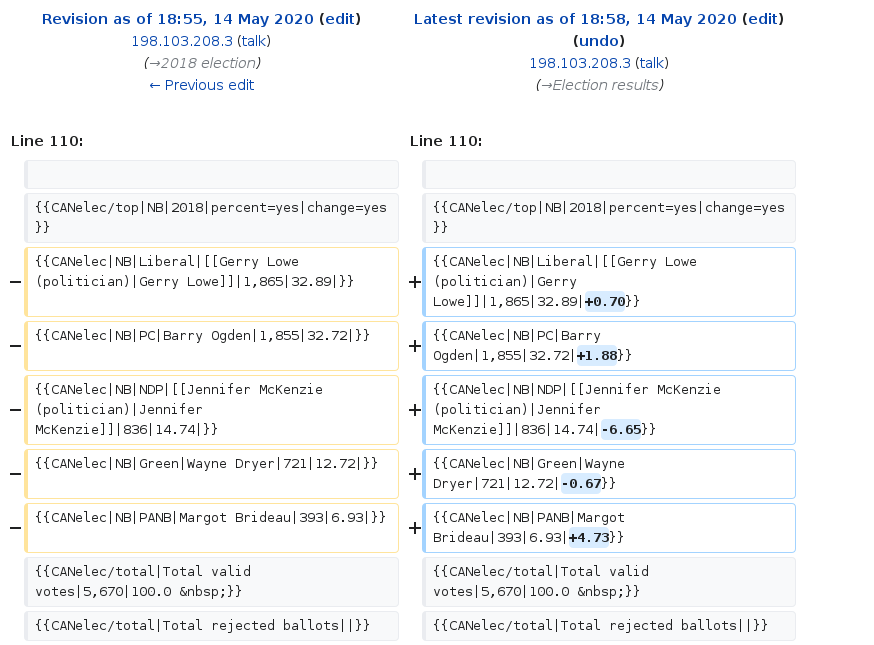 Revision as of 18:55, 14 May 2020 (edit)
198.103.208.3 (talk)
(→2018 election)
← Previous edit
Latest revision as of 18:58, 14 May 2020 (edit)
(undo)
198.103.208.3 (talk)
(→Election results)
Line 110:
Line 110:
{{CANelec/top|NB|2018|percent=yes|change=yes
}}
{{CANelec/top|NB|2018|percent=yes|change=yes
}}
− {{CANelec|NB|Liberal|[[Gerry Lowe
(politician)|Gerry Lowe]]|1,865|32.89|}}
+ {{CANelec|NB|Liberal|[[Gerry Lowe
(politician)|Gerry
Lowe]]|1,865|32.89|+0.70}}
− {{CANelec|NB|PC|Barry Ogden|1,855|32.72|}}
+ {{CANelec|NB|PC|Barry
Ogden|1,855|32.72|+1.88}}
− {{CANelec|NB|NDP|[[Jennifer McKenzie
(politician)|Jennifer
McKenzie]]|836|14.74|}}
+ {{CANelec|NB|NDP|[[Jennifer McKenzie
(politician)|Jennifer
McKenzie]]|836|14.74|-6.65}}
− {{CANelec|NB|Green|Wayne Dryer|721|12.72|}}
+ {{CANelec|NB|Green|Wayne
Dryer|721|12.72|-0.67}}
− {{CANelec|NB|PANB|Margot Brideau|393|6.93|}}
+ {{CANelec|NB|PANB|Margot
Brideau|393|6.93|+4.73}}
{{CANelec/total|Total valid
votes|5,670|100.0 &nbsp;}}
{{CANelec/total|Total valid
votes|5,670|100.0 &nbsp;}}
{{CANelec/total|Total rejected ballots||}}
{{CANelec/total|Total rejected ballots||}}